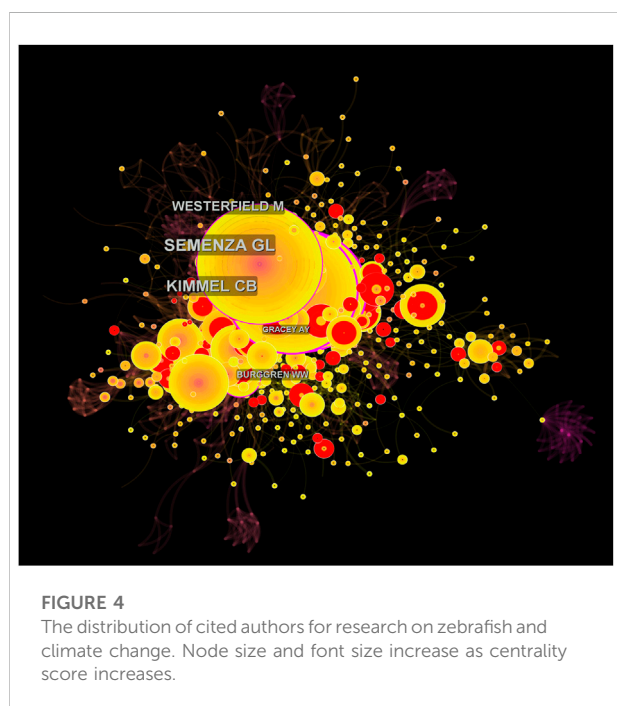 WESTERFIELD M
SEMENZA GL
KIMMEL CB
GRACEY AY
BURGGREN WW
FIGURE 4
The distribution of cited authors for research on zebrafish and
climate change. Node size and font size increase as centrality
score increases.